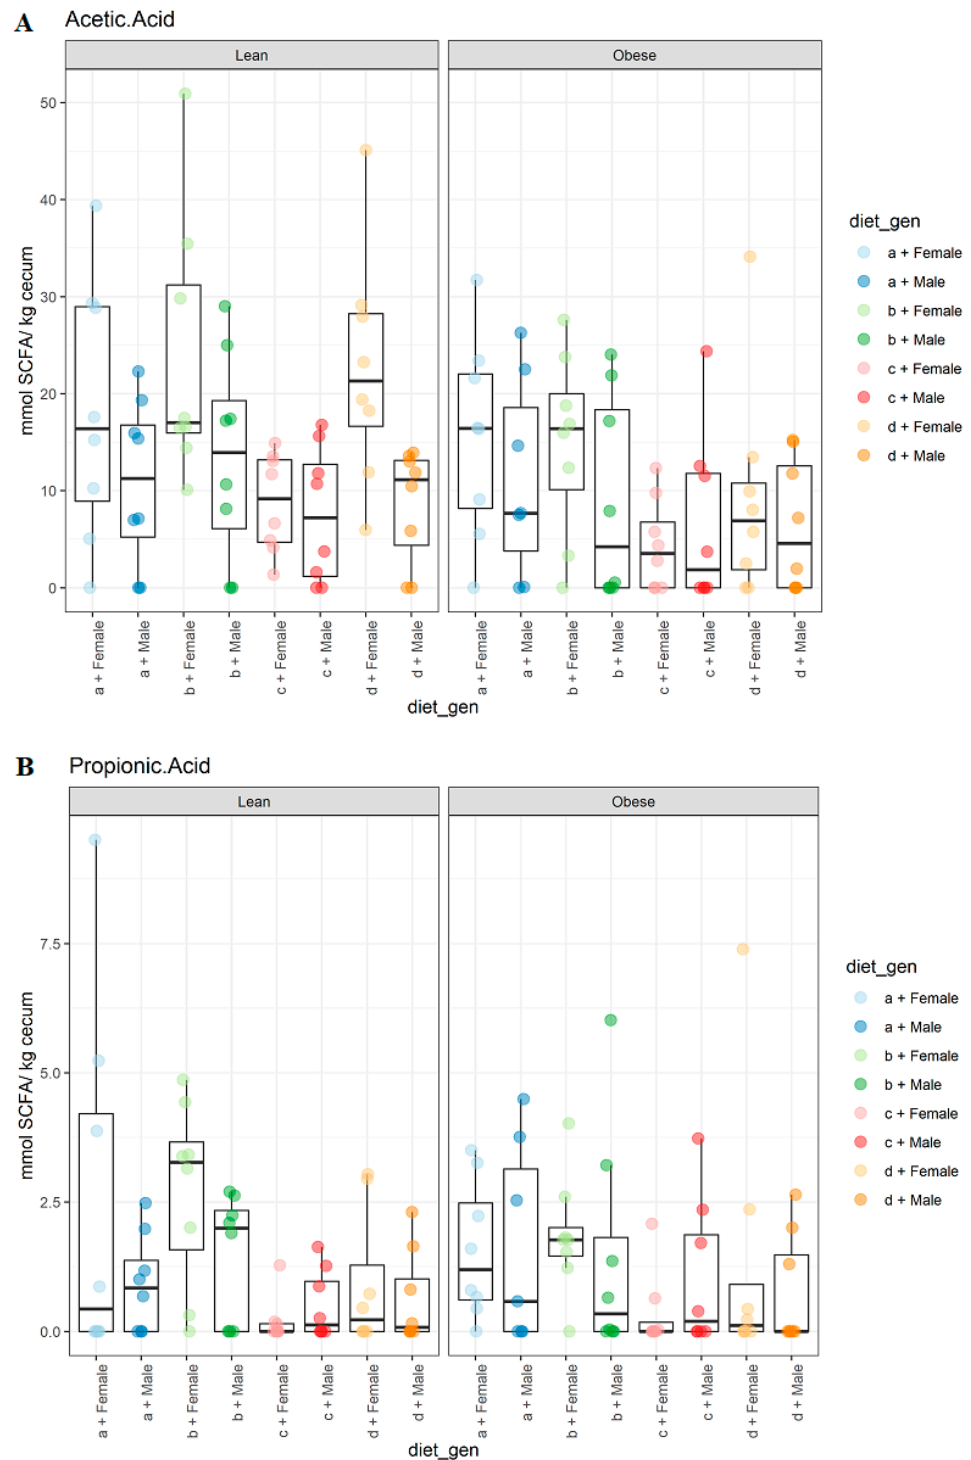 A
Acetic.Acid
Lean
Obese
50
40
30
20
10
0
mmol SCFA/ kg cecum
a + Female
a + Male
b + Female
b + Male
c + Female
c + Male
d + Female
d + Male
a + Female
a + Male
b + Female
b + Male
c + Female
c + Male
d + Female
d + Male
diet_gen
diet_gen
a + Female
a + Male
b + Female
b + Male
c + Female
c + Male
d + Female
d + Male
B
Propionic.Acid
Lean
Obese
7.5
5.0
2.5
0.0
mmol SCFA/ kg cecum
a + Female
a + Male
b + Female
b + Male
c + Female
c + Male
d + Female
d + Male
a + Female
a + Male
b + Female
b + Male
c + Female
c + Male
d + Female
d + Male
diet_gen
diet_gen
a + Female
a + Male
b + Female
b + Male
c + Female
c + Male
d + Female
d + Male